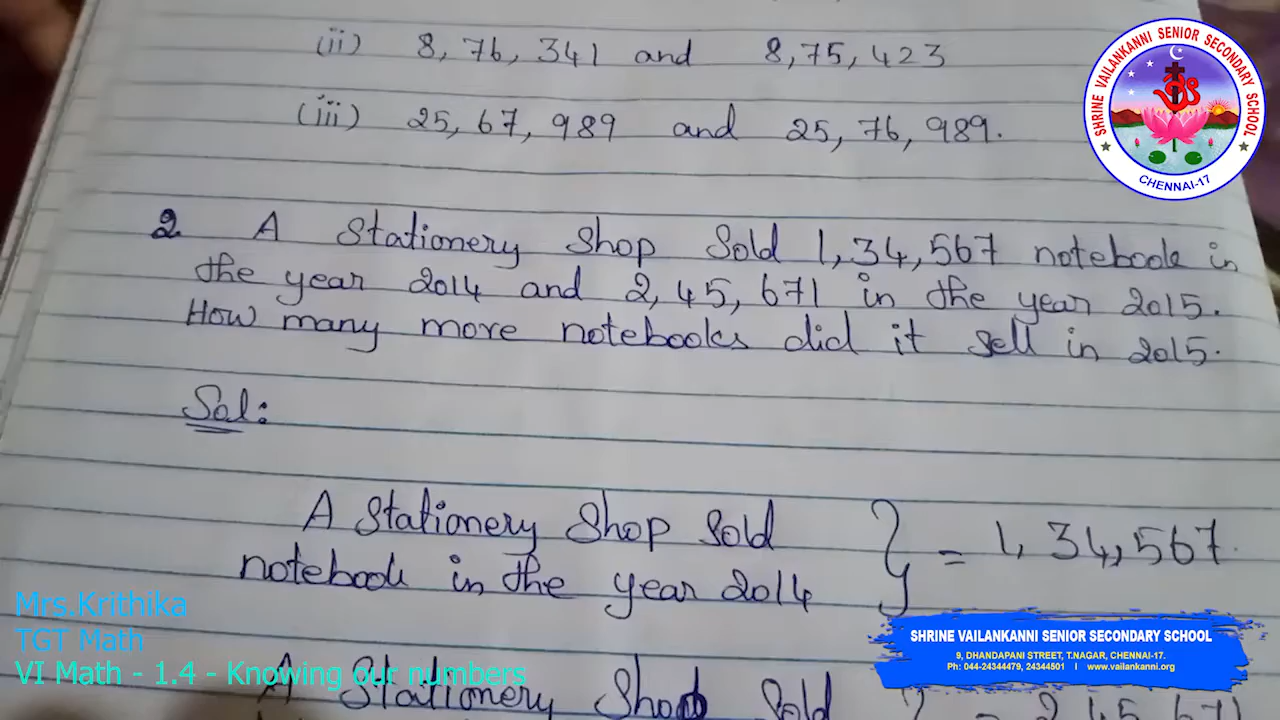 (ii) 8,76,341 and 8,75,423
(iii) 25,67,989 and 25,76,989.
2 A Stationery Shop Sold 1,34,567 notebook in
the year 2014 and 2,45,671 in the year 2015.
How many more notebooks did it sell in 2015.
Sol:
A Stationery Shop Sold
notebook in the year 2014 } = 1,34,567.
A Stationery Shop Sold } = 2,45,671
SHRINE VAILANKANNI SENIOR SECONDARY SCHOOL
CHENNAI-17
Mrs.Krithika
TGT Math
VI Math - 1.4 - Knowing our numbers
SHRINE VAILANKANNI SENIOR SECONDARY SCHOOL
9, DHANDAPANI STREET, T.NAGAR, CHENNAI-17.
Ph: 044-24344479, 24344501 I www.vailankanni.org